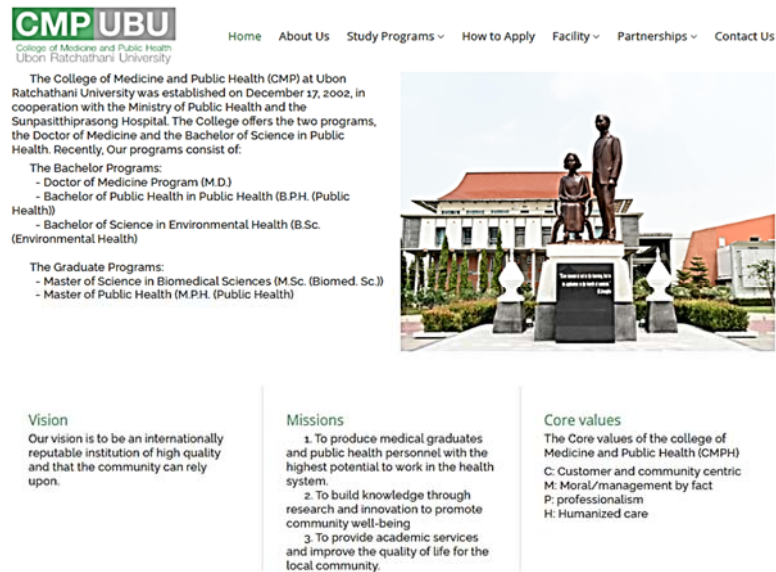 CMP UBU
College of Medicine and Public Health
Ubon Ratchathani University
Home About Us Study Programs How to Apply Facility Partnerships Contact Us
The College of Medicine and Public Health (CMP) at Ubon
Ratchathani University was established on December 17, 2002, in
cooperation with the Ministry of Public Health and the
Sunpasitthiprasong Hospital. The College offers the two programs,
the Doctor of Medicine and the Bachelor of Science in Public
Health. Recently, Our programs consist of:
The Bachelor Programs:
- Doctor of Medicine Program (M.D.)
- Bachelor of Public Health in Public Health (B.P.H. (Public
Health))
- Bachelor of Science in Environmental Health (B.Sc.
(Environmental Health)
The Graduate Programs:
- Master of Science in Biomedical Sciences (M.Sc. (Biomed. Sc.))
- Master of Public Health (M.P.H. (Public Health)
Vision
Our vision is to be an internationally
reputable institution of high quality
and that the community can rely
upon.
Missions
1. To produce medical graduates
and public health personnel with the
highest potential to work in the health
system.
2. To build knowledge through
research and innovation to promote
community well-being
3. To provide academic services
and improve the quality of life for the
local community.
Core values
The Core values of the college of
Medicine and Public Health (CMPH)
C: Customer and community centric
M: Moral/management by fact
P: professionalism
H: Humanized care